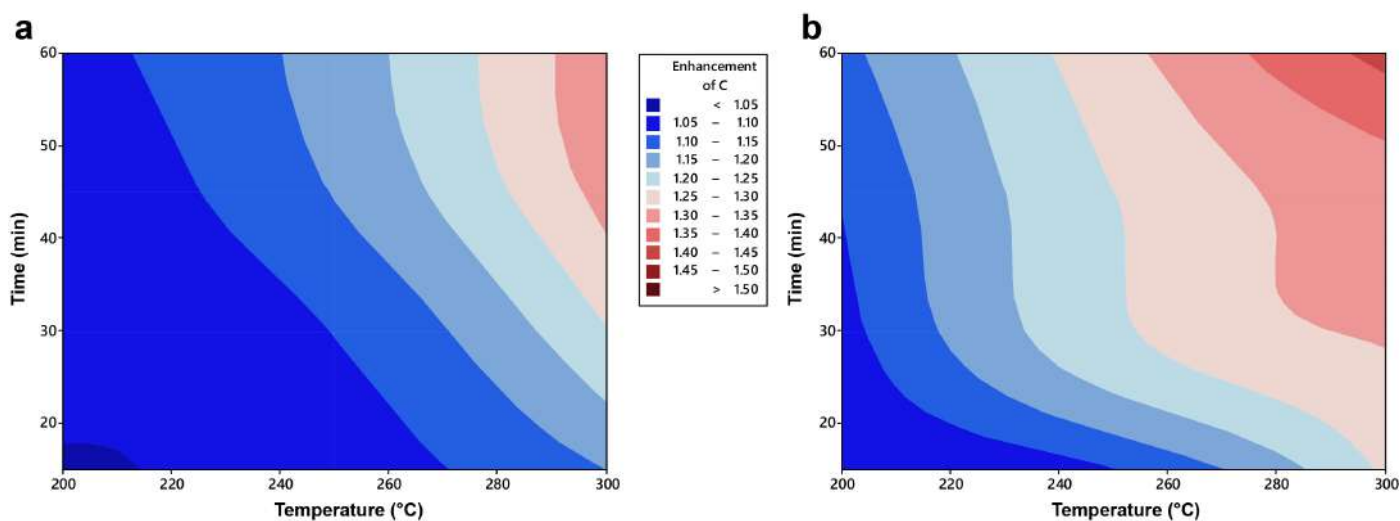 a
60
50
40
30
20
Time (min)
200
220
240
260
280
300
Temperature (°C)
Enhancement
of C
< 1.05
1.05 – 1.10
1.10 – 1.15
1.15 – 1.20
1.20 – 1.25
1.25 – 1.30
1.30 – 1.35
1.35 – 1.40
1.40 – 1.45
1.45 – 1.50
> 1.50
b
60
50
40
30
20
Time (min)
200
220
240
260
280
300
Temperature (°C)